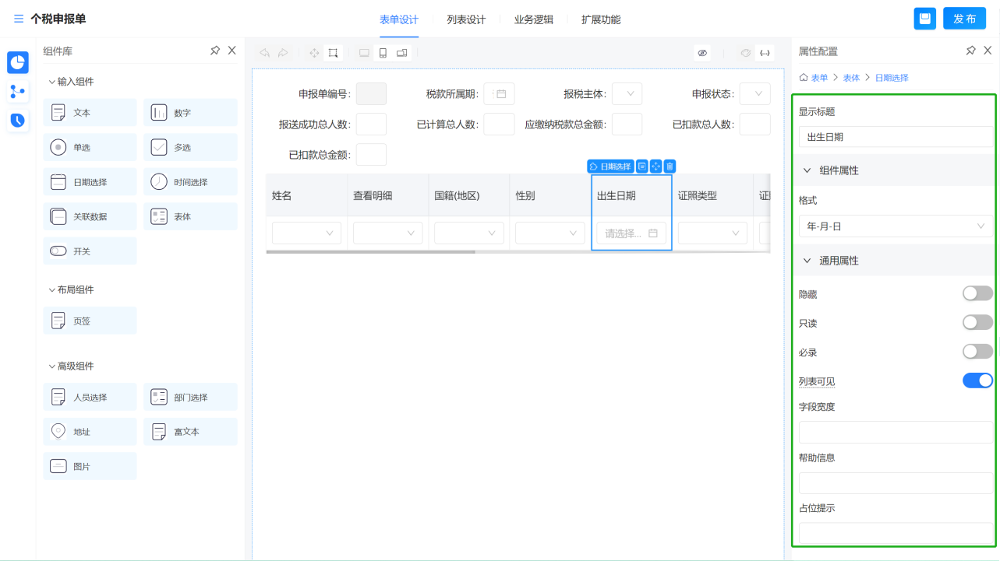 个税申报单
表单设计
列表设计
业务逻辑
扩展功能
发布
组件库
输入组件
文本
数字
单选
多选
日期选择
时间选择
关联数据
表体
开关
布局组件
页签
高级组件
人员选择
部门选择
地址
富文本
图片
申报单编号:
税款所属期:
报税主体:
申报状态:
报送成功总人数:
已计算总人数:
应缴纳税款总金额:
已扣款总人数:
已扣款总金额:
日期选择
姓名
查看明细
国籍(地区)
性别
出生日期
证照类型
请选择...
属性配置
表单 > 表体 > 日期选择
显示标题
出生日期
组件属性
格式
年-月-日
通用属性
隐藏
只读
必录
列表可见
字段宽度
帮助信息
占位提示